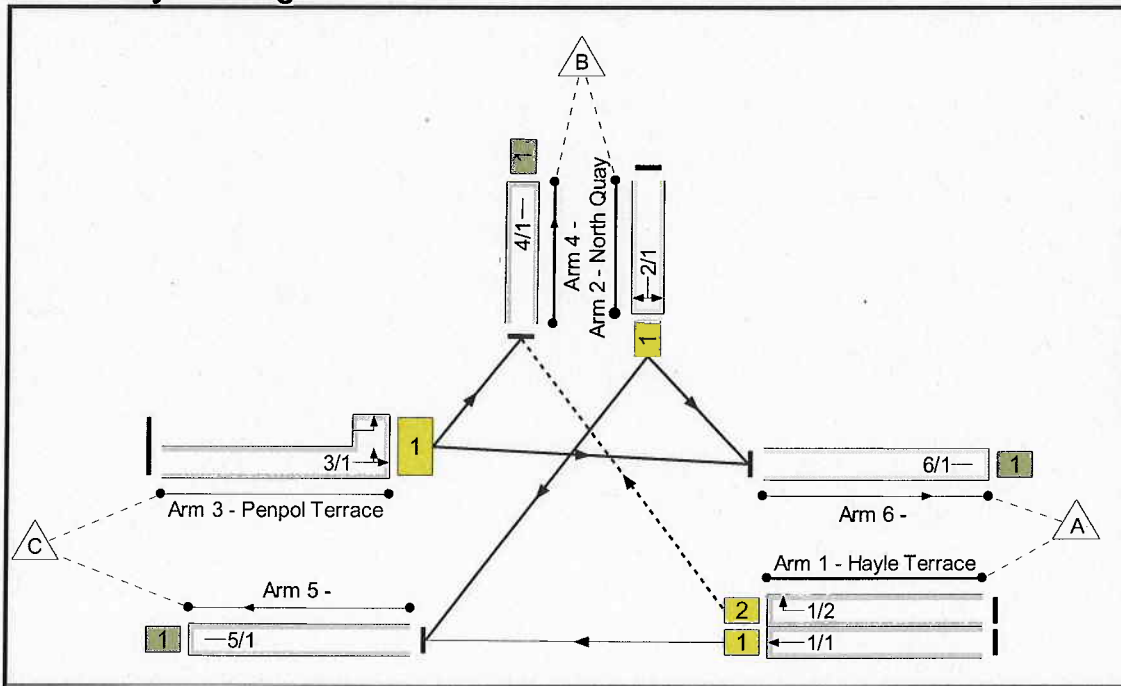 B
1
4/1
Arm 4 -
Arm 2 - North Quay
2/1
1
1
3/1
Arm 3 - Penpol Terrace
6/1
1
Arm 6 -
C
A
Arm 5 -
Arm 1 - Hayle Terrace
1
5/1
2
1/2
1
1/1